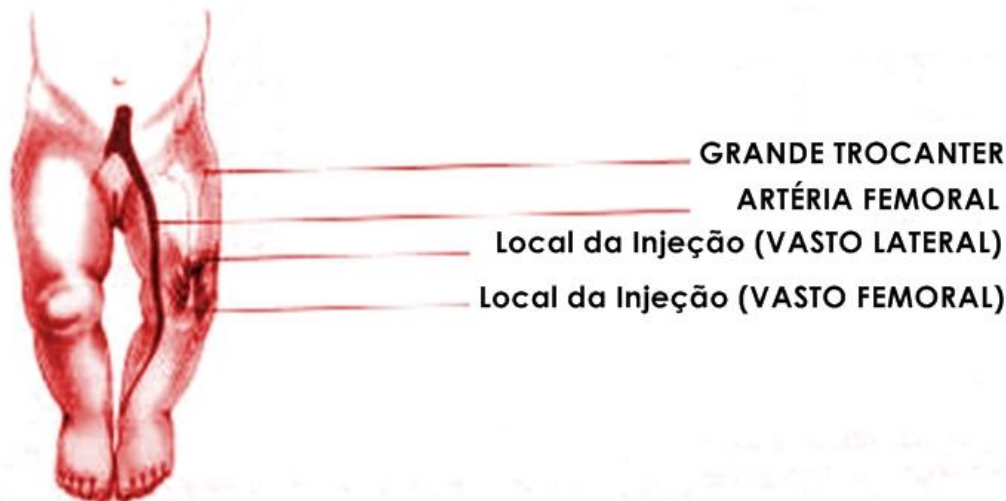 GRANDE TROCANTER
ARTÉRIA FEMORAL
Local da Injeção (VASTO LATERAL)
Local da Injeção (VASTO FEMORAL)